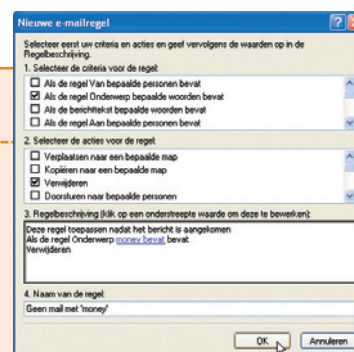 Nieuwe e-mailregel
Selecteer eerst uw criteria en acties en geef vervolgens de waarden op in de
Regelbeschrijving.
1. Selecteer de criteria voor de regel:
Als de regel Van bepaalde personen bevat
Als de regel Onderwerp bepaalde woorden bevat
Als de berichttekst bepaalde woorden bevat
Als de regel Aan bepaalde personen bevat
2. Selecteer de acties voor de regel:
Verplaatsen naar een bepaalde map
Kopiëren naar een bepaalde map
Verwijderen
Doorsturen naar bepaalde personen
3. Regelbeschrijving (klik op een onderstreepte waarde om deze te bewerken):
Deze regel toepassen nadat het bericht is aangekomen
Als de regel Onderwerp money bevat bevat
Verwijderen
4. Naam van de regel:
Geen mail met 'money'
OK
Annuleren